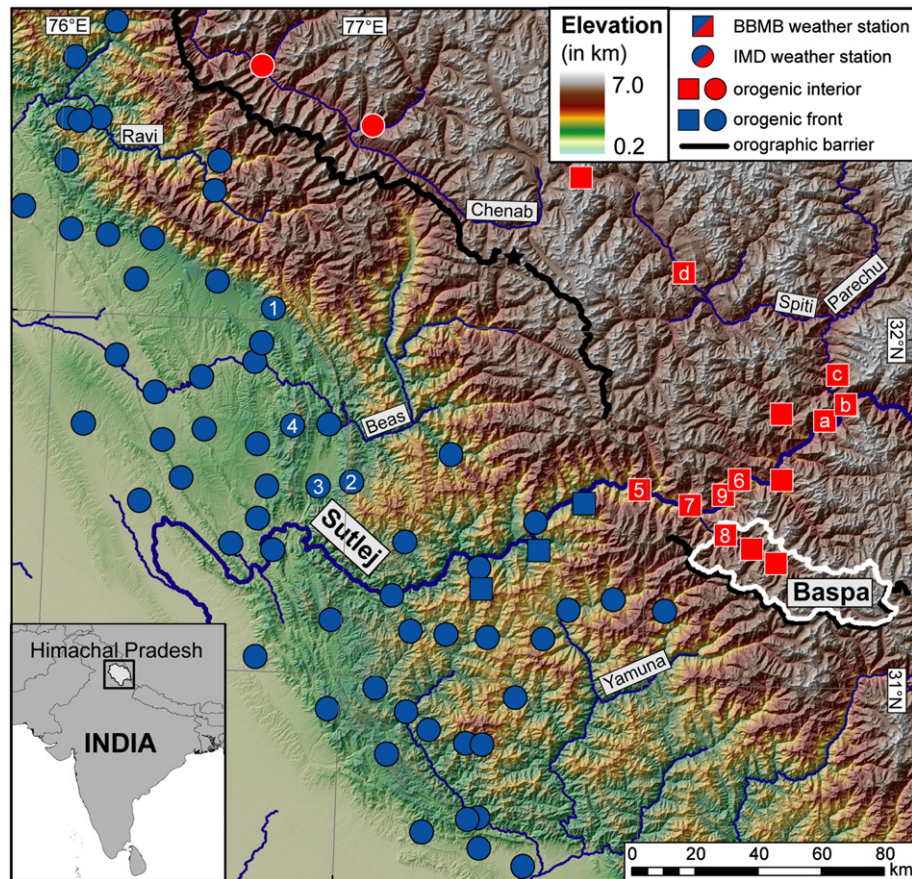 76°E
77°E
Elevation
(in km)
7.0
0.2
BBMB weather station
IMD weather station
orogenic interior
orogenic front
orographic barrier
Ravi
Chenab
d
Spiti
Parechu
1
32°N
c
b
a
Beas
4
3
2
5
6
9
7
8
Sutlej
Baspa
Himachal Pradesh
INDIA
Yamuna
31°N
0 20 40 60 80
km